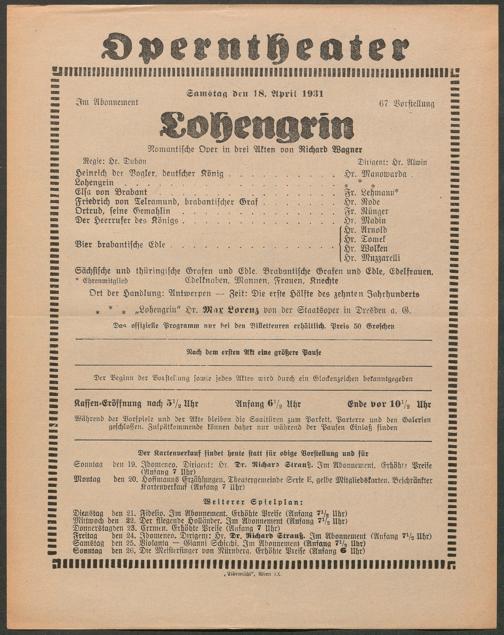 Operntheater
Samstag den 18. April 1931
Im Abonnement 67 Vorstellung
Lohengrin
Romantische Oper in drei Akten von Richard Wagner
Regie: Hr. Duhan Dirigent: Hr. Alwin
Heinrich der Vogler, deutscher König . . . . . . . . . . Hr. Manowarda
Lohengrin . . . . . . . . . . * * *
Elsa von Brabant . . . . . . . . . . Fr. Lehmann*
Friedrich von Telramund, brabantischer Graf . . . . . . . . . . Hr. Rode
Ortrud, seine Gemahlin . . . . . . . . . . Fr. Rünger
Der Heerrufer des Königs . . . . . . . . . . Hr. Madin
Vier brabantische Edle . . . . . . . . . . Hr. Arnold
Hr. Tomek
Hr. Wolken
Hr. Muzzarelli
Sächsische und thüringische Grafen und Edle. Brabantische Grafen und Edle, Edelfrauen,
* Ehrenmitglied Edelknaben, Mannen, Frauen, Knechte
Ort der Handlung: Antwerpen — Zeit: Die erste Hälfte des zehnten Jahrhunderts
* * * „Lohengrin" Hr. Max Lorenz von der Staatsoper in Dresden a. G.
Das offizielle Programm nur bei den Billetteuren erhältlich. Preis 50 Groschen
Nach dem ersten Akt eine größere Pause
Der Beginn der Vorstellung sowie jedes Aktes wird durch ein Glockenzeichen bekanntgegeben
Kassen-Eröffnung nach 5½ Uhr Anfang 6½ Uhr Ende vor 10½ Uhr
Während der Vorspiele und der Akte bleiben die Saaltüren zum Parkett, Parterre und den Galerien
geschlossen. Zuspätkommende können daher nur während der Pausen Einlaß finden
Der Kartenverkauf findet heute statt für obige Vorstellung und für
Sonntag den 19. Idomeneo. Dirigent: Hr. Dr. Richard Strauß. Im Abonnement. Erhöhte Preise
(Anfang 7 Uhr)
Montag den 20. Hoffmanns Erzählungen. Theatergemeinde Serie E, gelbe Mitgliedskarten. Beschränkter
Kartenverkauf (Anfang 7 Uhr)
Weiterer Spielplan:
Dienstag den 21. Fidelio. Im Abonnement. Erhöhte Preise (Anfang 7½ Uhr)
Mittwoch den 22. Der fliegende Holländer. Im Abonnement (Anfang 7½ Uhr)
Donnerstag den 23. Carmen. Erhöhte Preise (Anfang 7 Uhr)
Freitag den 24. Idomeneo. Dirigent: Hr. Dr. Richard Strauß. Im Abonnement (Anfang 7½ Uhr)
Samstag den 25. Violanta — Gianni Schicchi. Im Abonnement (Anfang 7½ Uhr)
Sonntag den 26. Die Meistersinger von Nürnberg. Erhöhte Preise (Anfang 6 Uhr)